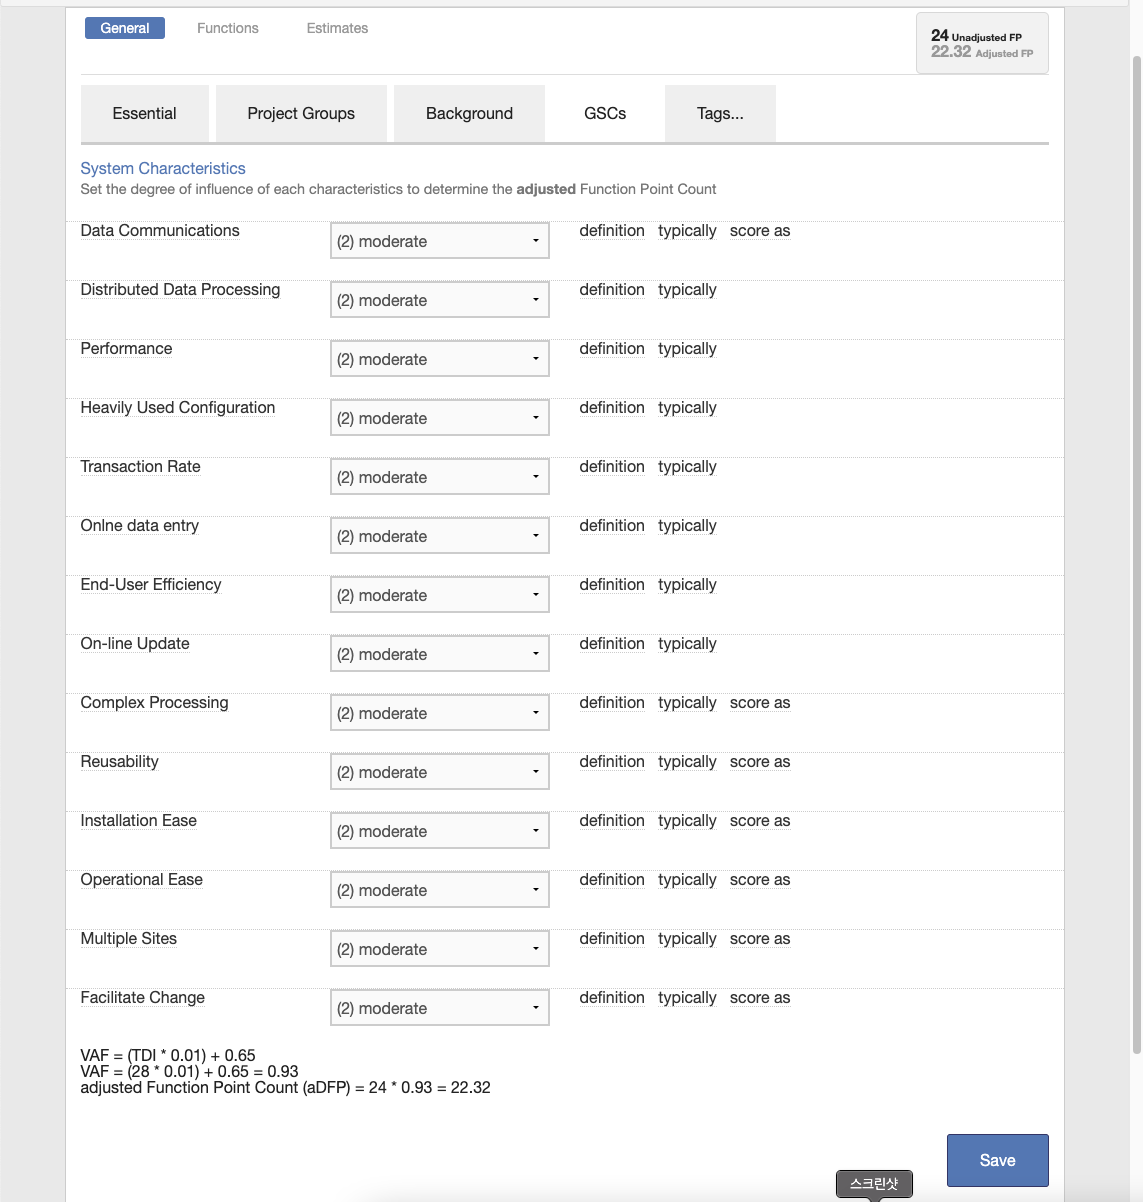 General Functions Estimates
24 Unadjusted FP
22.32 Adjusted FP
Essential Project Groups Background GSCs Tags...
System Characteristics
Set the degree of influence of each characteristics to determine the adjusted Function Point Count
Data Communications (2) moderate definition typically score as
Distributed Data Processing (2) moderate definition typically
Performance (2) moderate definition typically
Heavily Used Configuration (2) moderate definition typically
Transaction Rate (2) moderate definition typically
Onlne data entry (2) moderate definition typically
End-User Efficiency (2) moderate definition typically
On-line Update (2) moderate definition typically
Complex Processing (2) moderate definition typically score as
Reusability (2) moderate definition typically score as
Installation Ease (2) moderate definition typically score as
Operational Ease (2) moderate definition typically score as
Multiple Sites (2) moderate definition typically score as
Facilitate Change (2) moderate definition typically score as
VAF = (TDI * 0.01) + 0.65
VAF = (28 * 0.01) + 0.65 = 0.93
adjusted Function Point Count (aDFP) = 24 * 0.93 = 22.32
Save
스크린샷